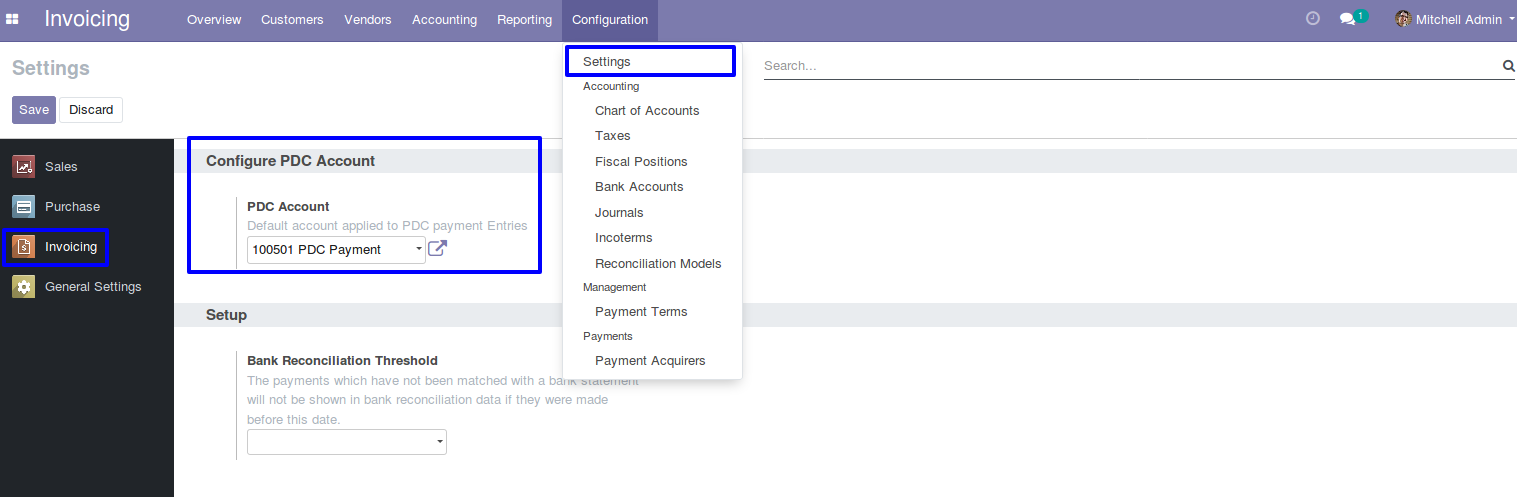 Invoicing
Overview
Customers
Vendors
Accounting
Reporting
Configuration
1
Mitchell Admin
Settings
Search...
Save
Discard
Settings
Accounting
Chart of Accounts
Taxes
Fiscal Positions
Bank Accounts
Journals
Incoterms
Reconciliation Models
Management
Payment Terms
Payments
Payment Acquirers
Sales
Purchase
Invoicing
General Settings
Configure PDC Account
PDC Account
Default account applied to PDC payment Entries
100501 PDC Payment
Setup
Bank Reconciliation Threshold
The payments which have not been matched with a bank statement
will not be shown in bank reconciliation data if they were made
before this date.